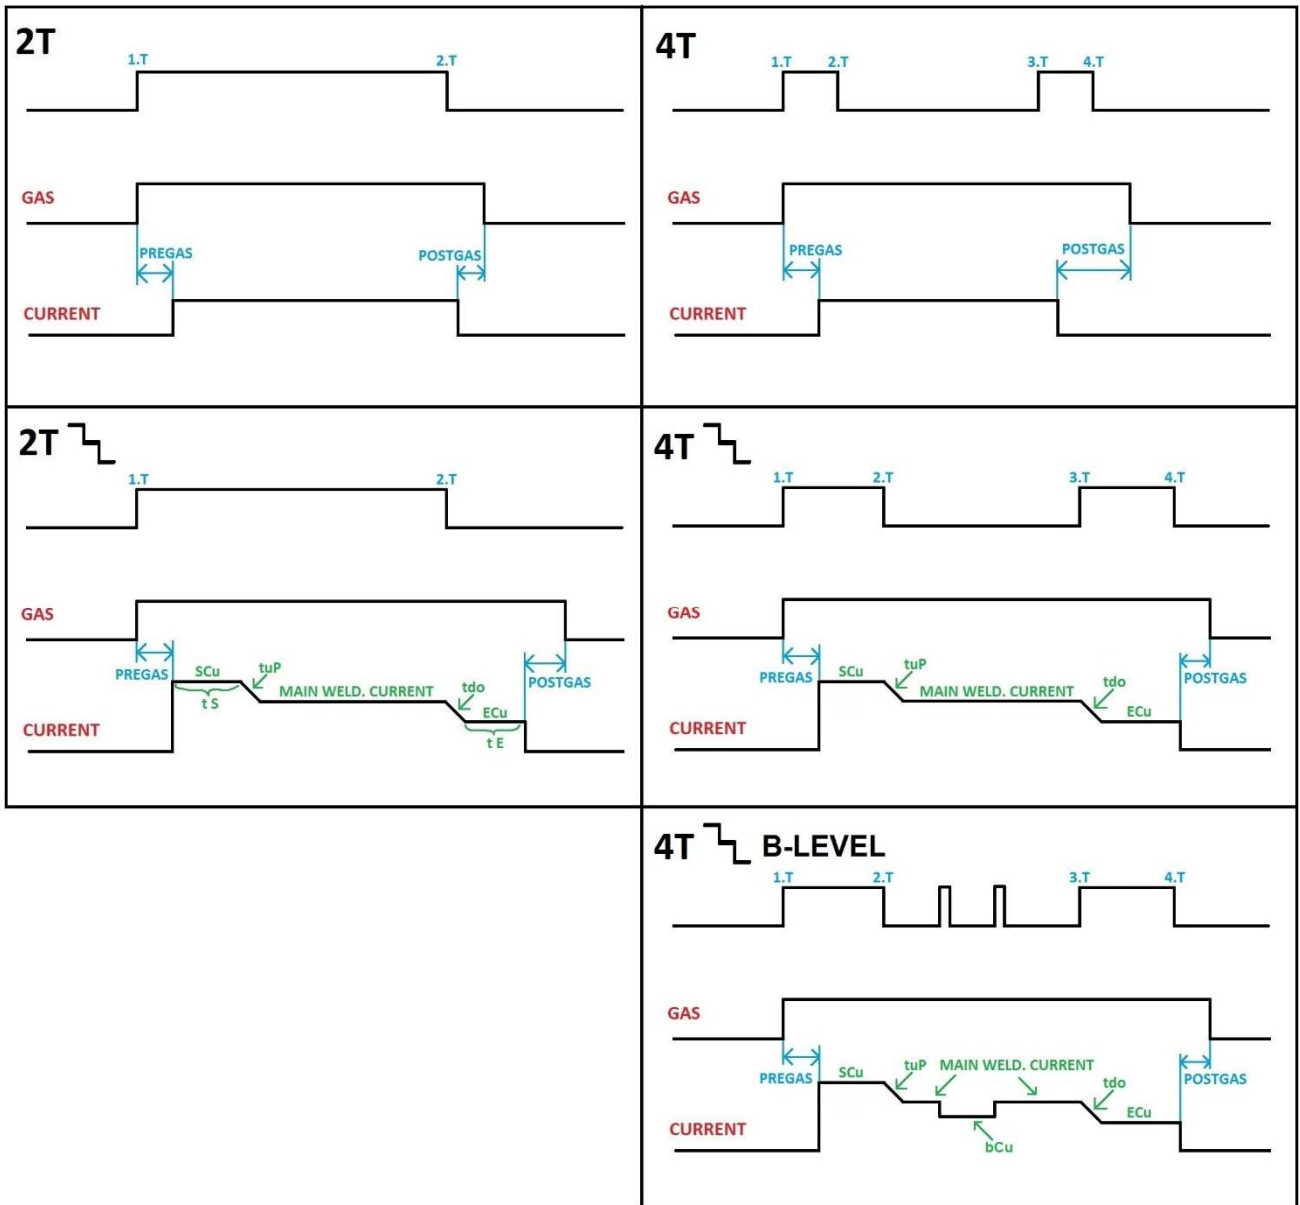 2T
1.T 2.T
GAS
PREGAS POSTGAS
CURRENT
4T
1.T 2.T 3.T 4.T
GAS
PREGAS POSTGAS
CURRENT
2T
1.T 2.T
GAS
PREGAS SCu tuP POSTGAS
t S MAIN WELD. CURRENT tdo ECu
CURRENT t E
4T
1.T 2.T 3.T 4.T
GAS
PREGAS SCu tuP POSTGAS
MAIN WELD. CURRENT tdo ECu
CURRENT
4T B-LEVEL
1.T 2.T 3.T 4.T
GAS
PREGAS SCu tuP MAIN WELD. CURRENT tdo POSTGAS
CURRENT ECu
bCu